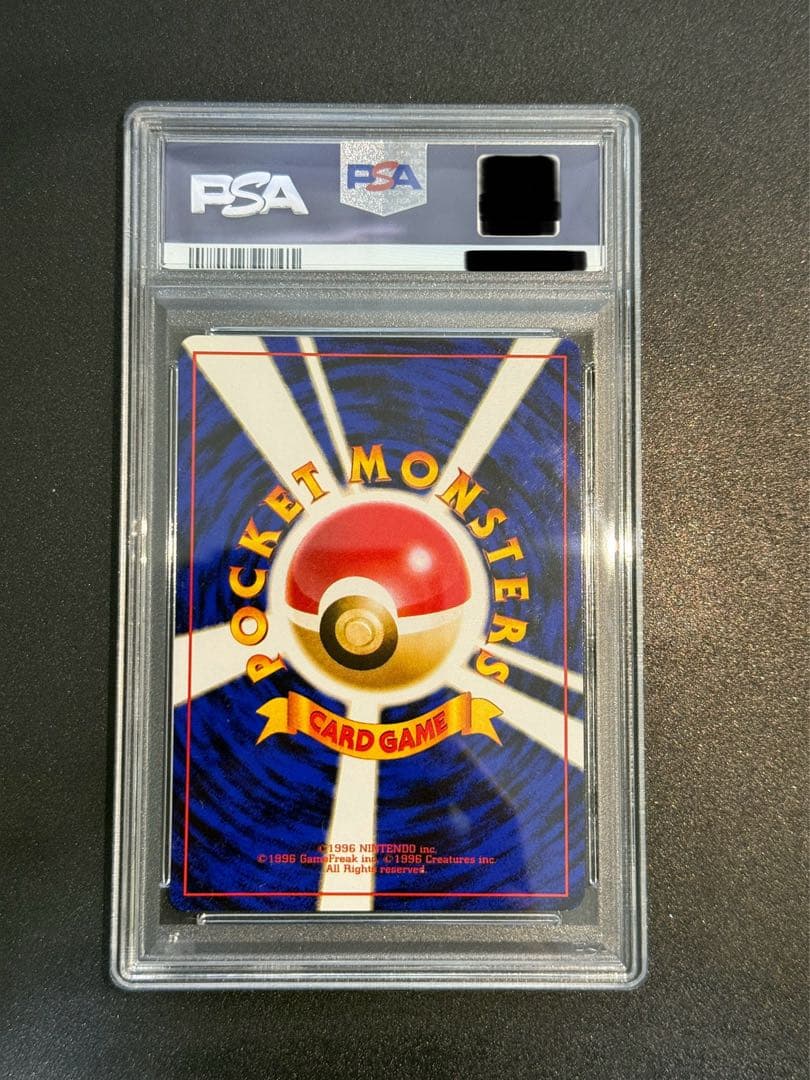 PSA
PSA
POCKET MONSTERS
CARD GAME
©1996 NINTENDO inc.
©1996 GameFreak inc. ©1996 Creatures inc.
All Rights reserved.